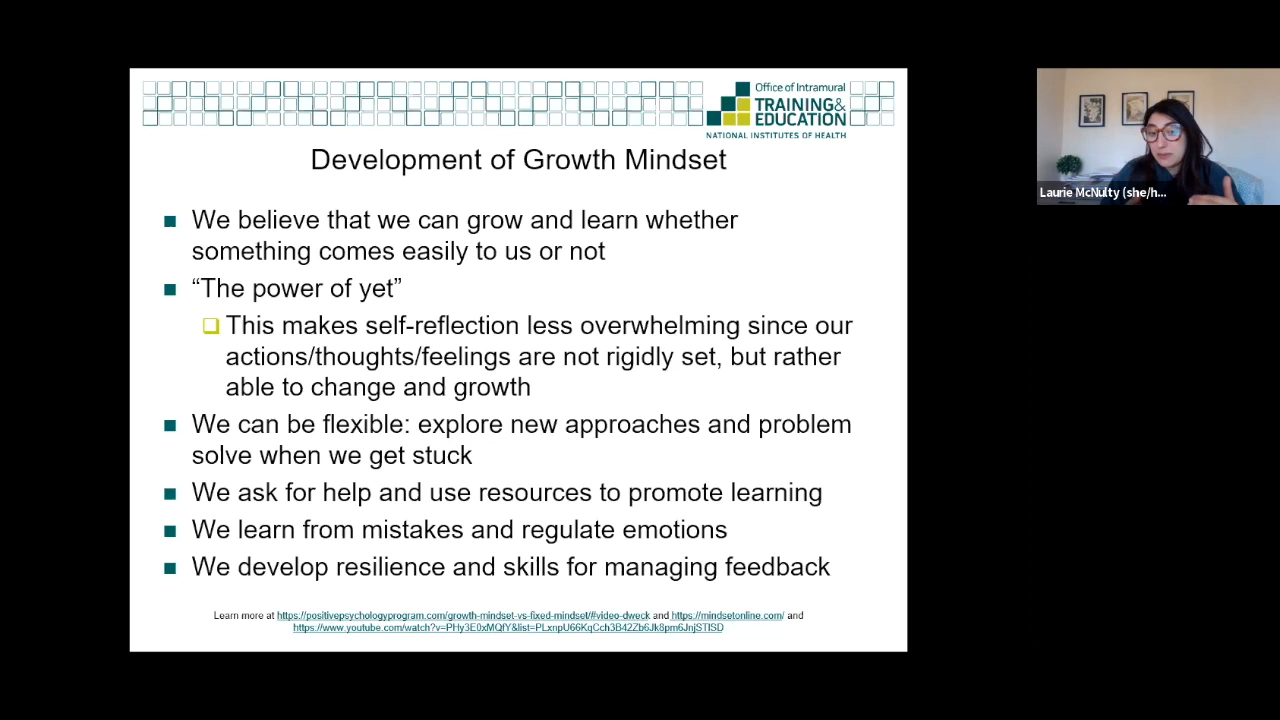 Office of Intramural
TRAINING&
EDUCATION
NATIONAL INSTITUTES OF HEALTH
Development of Growth Mindset
We believe that we can grow and learn whether
something comes easily to us or not
“The power of yet”
This makes self-reflection less overwhelming since our
actions/thoughts/feelings are not rigidly set, but rather
able to change and growth
We can be flexible: explore new approaches and problem
solve when we get stuck
We ask for help and use resources to promote learning
We learn from mistakes and regulate emotions
We develop resilience and skills for managing feedback
Learn more at https://positivepsychologyprogram.com/growth-mindset-vs-fixed-mindset/#video-dweck and https://mindsetonline.com/ and
https://www.youtube.com/watch?v=PHy3E0xMQfY&list=PLxnpU66KqCch3B42Zb6Jk8pm6JnjSTISD
Laurie McNulty (she/h...